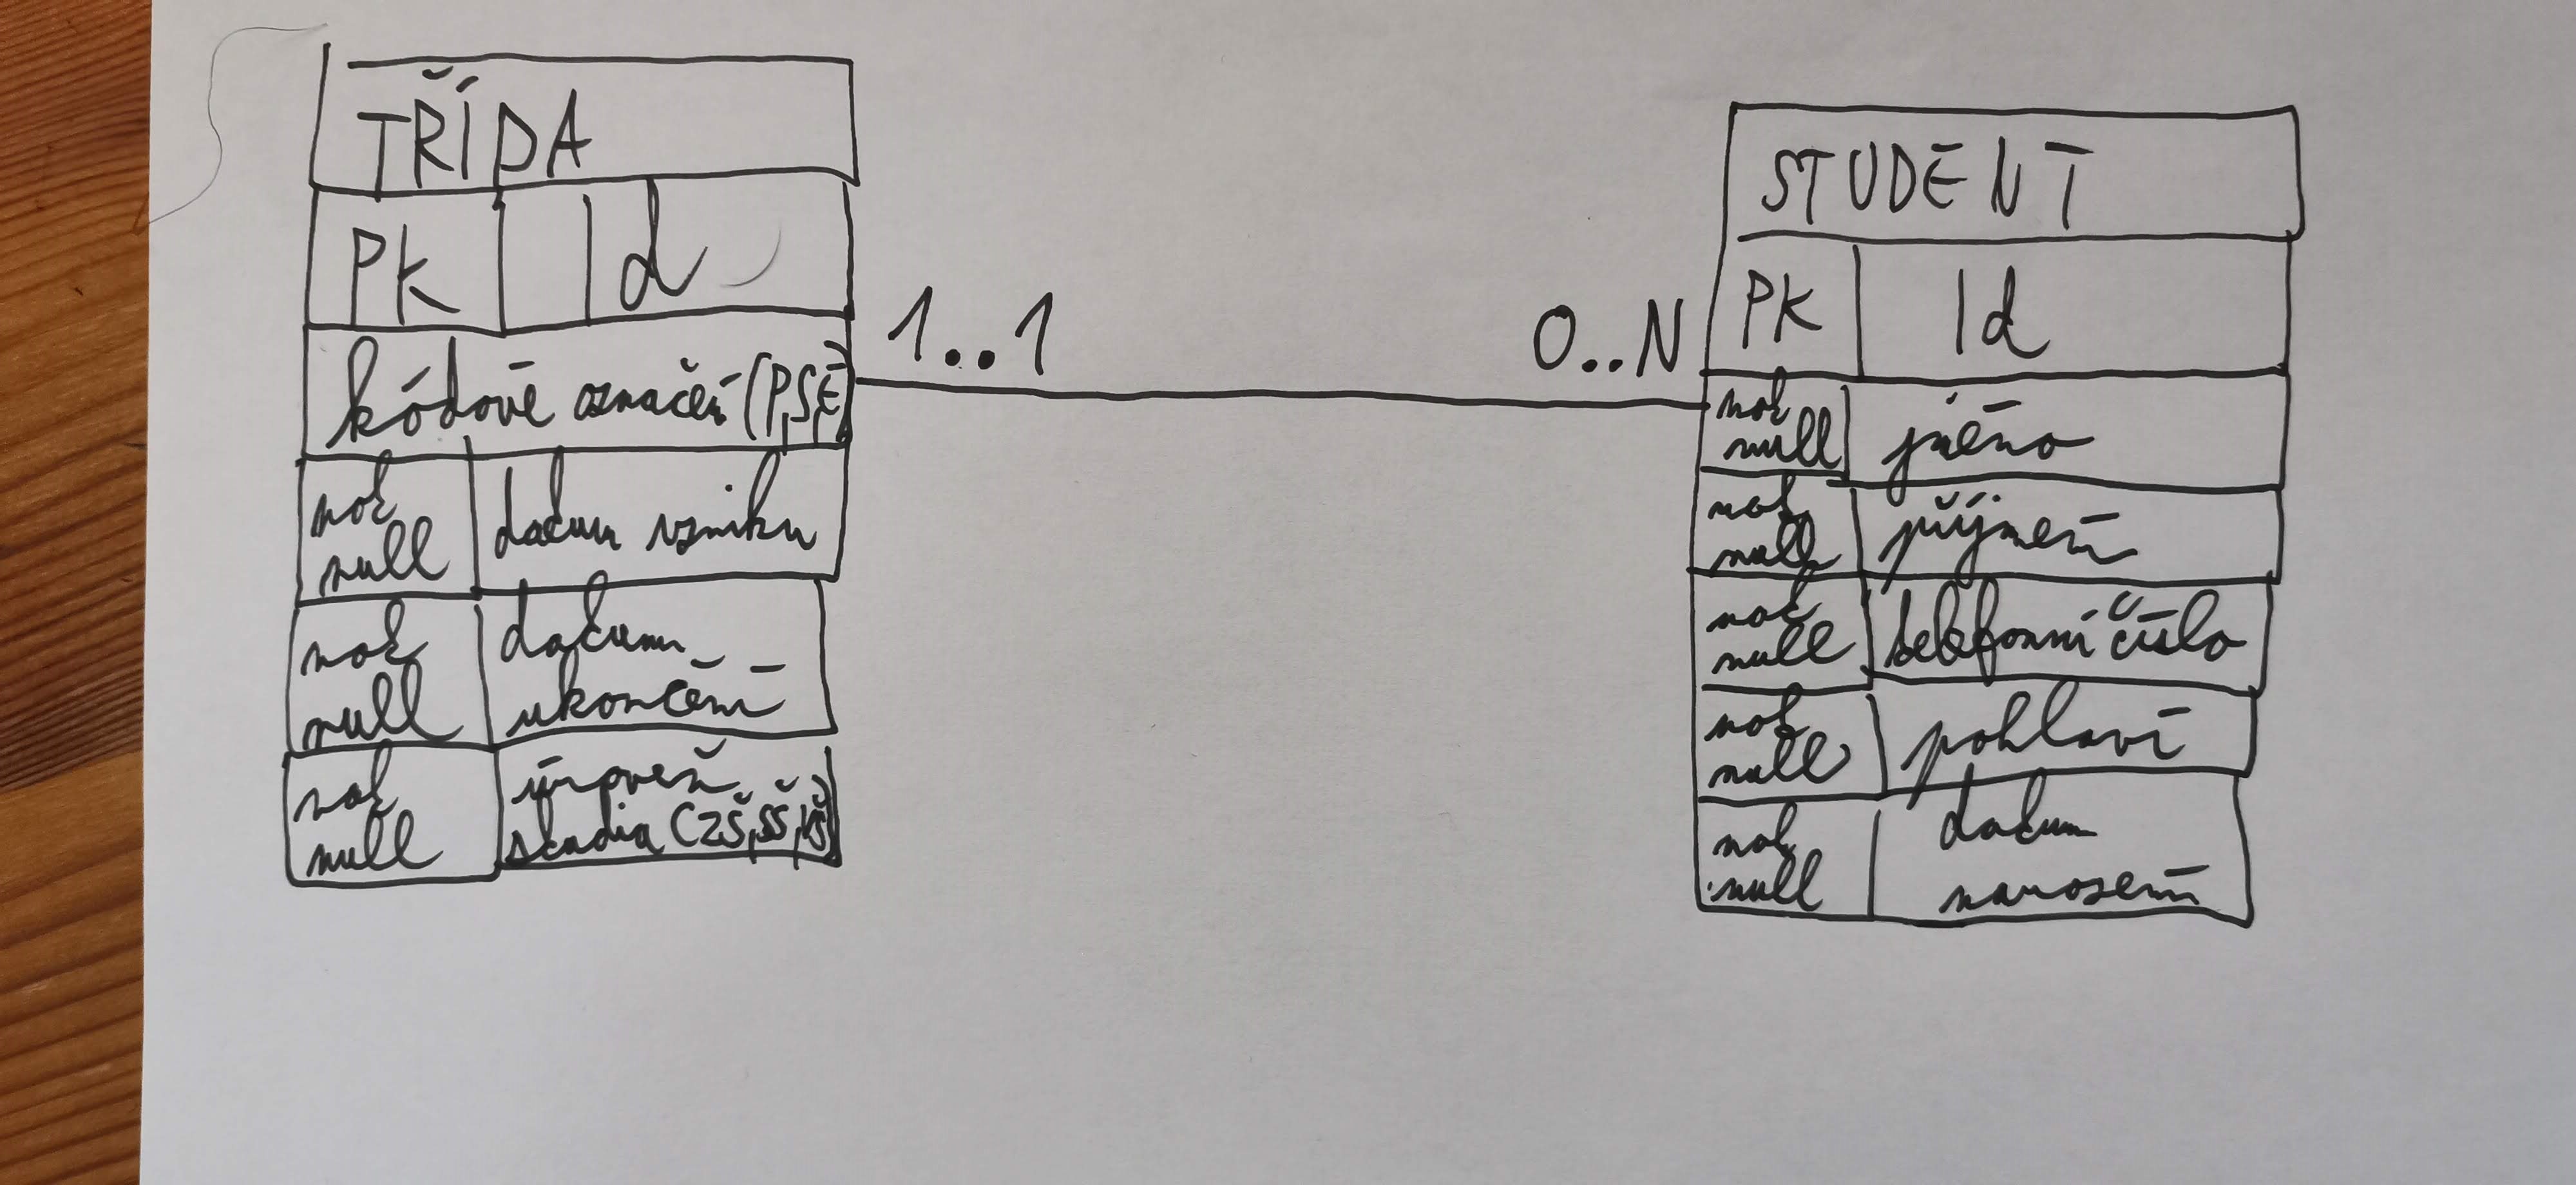 TŘÍDA
PK Id
kódové označení (P,S,E)
not
null
datum vzniku
not
null
datum
ukončení
not
null
úroveň
studia (ZŠ,SŠ,VŠ)
1..1
0..N
STUDENT
PK Id
not
null
jméno
not
null
příjmení
not
null
telefonní číslo
not
null
pohlaví
not
null
datum
narození